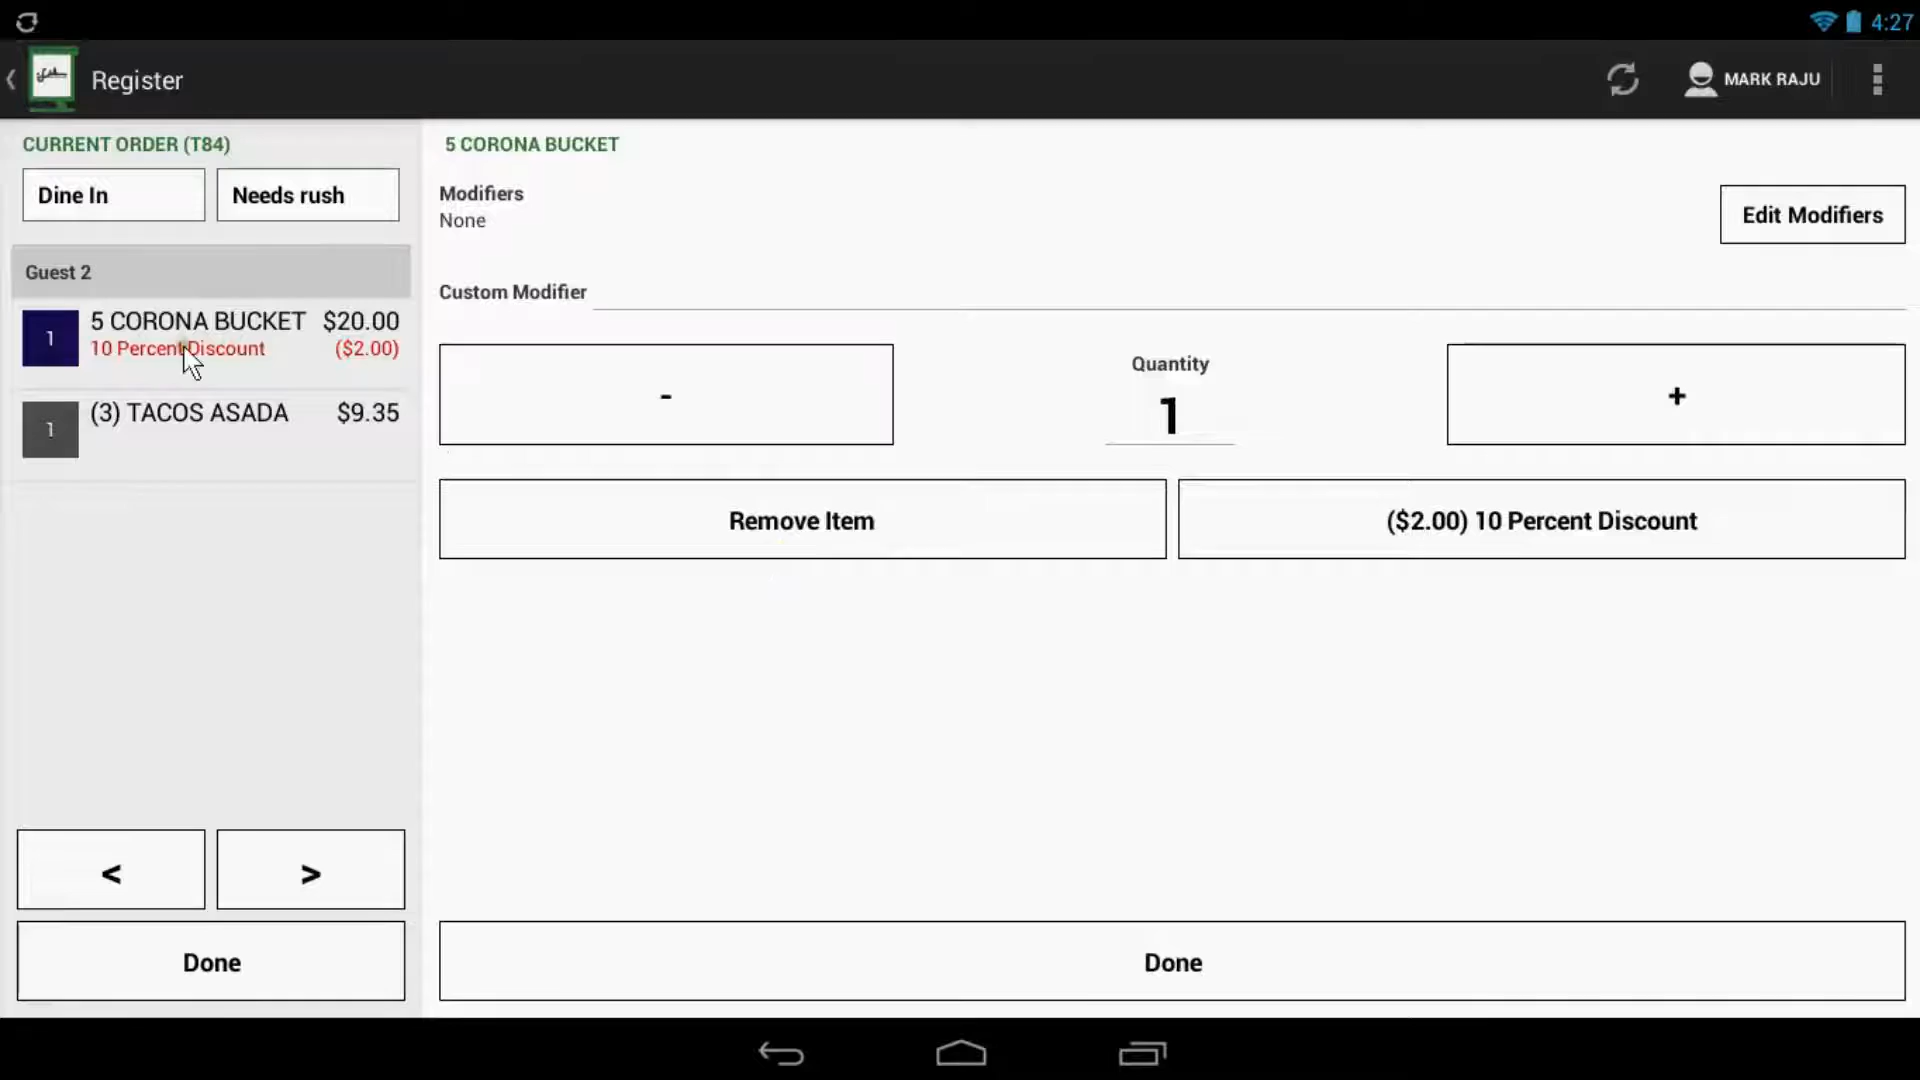 4:27
Register
MARK RAJU
CURRENT ORDER (T84)
Dine In
Needs rush
Guest 2
1
5 CORONA BUCKET
$20.00
10 Percent Discount
($2.00)
1
(3) TACOS ASADA
$9.35
<
>
Done
5 CORONA BUCKET
Modifiers
None
Edit Modifiers
Custom Modifier
-
Quantity
1
+
Remove Item
($2.00) 10 Percent Discount
Done